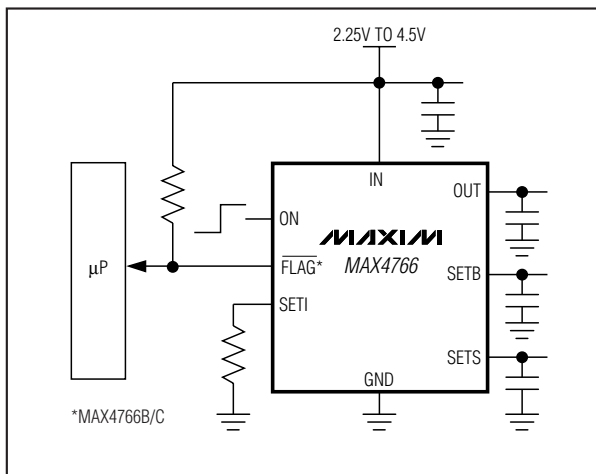 2.25V TO 4.5V
IN
OUT
ON
MAXIM
MAX4766
µP
FLAG*
SETB
SETI
SETS
GND
*MAX4766B/C